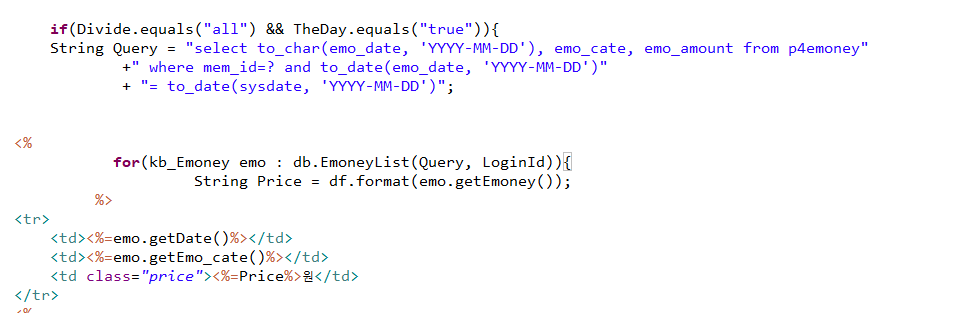 if(Divide.equals("all") && TheDay.equals("true")){
String Query = "select to_char(emo_date, 'YYYY-MM-DD'), emo_cate, emo_amount from p4emoney"
+" where mem_id=? and to_date(emo_date, 'YYYY-MM-DD')"
+ "= to_date(sysdate, 'YYYY-MM-DD')";
<%
for(kb_Emoney emo : db.EmoneyList(Query, LoginId)){
String Price = df.format(emo.getEmoney());
%>
<tr>
<td><%=emo.getDate()%></td>
<td><%=emo.getEmo_cate()%></td>
<td class="price"><%=Price%>원</td>
</tr>
<%